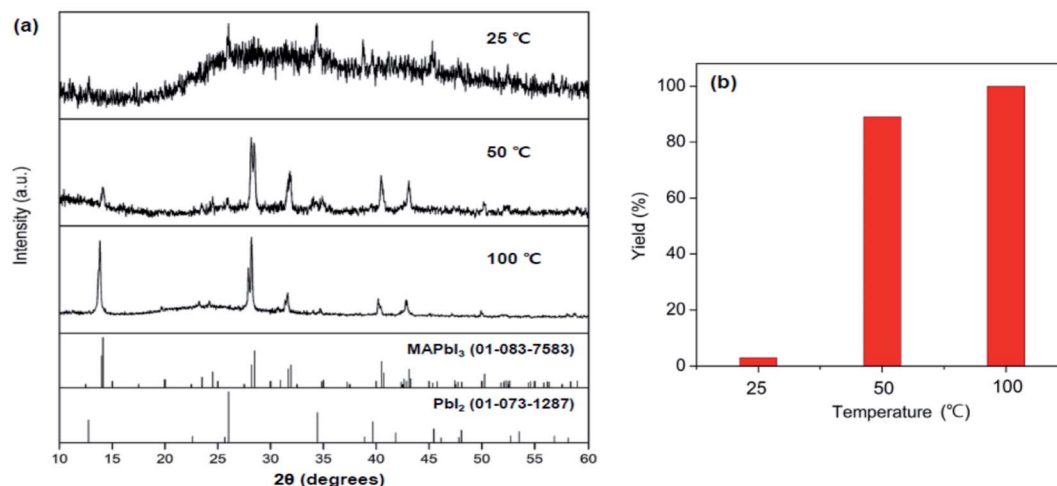 (a)
25 ℃
50 ℃
100 ℃
MAPbI₃ (01-083-7583)
PbI₂ (01-073-1287)
Intensity (a.u.)
10 15 20 25 30 35 40 45 50 55 60
2θ (degrees)
(b)
100
80
60
40
20
0
Yield (%)
25 50 100
Temperature (℃)